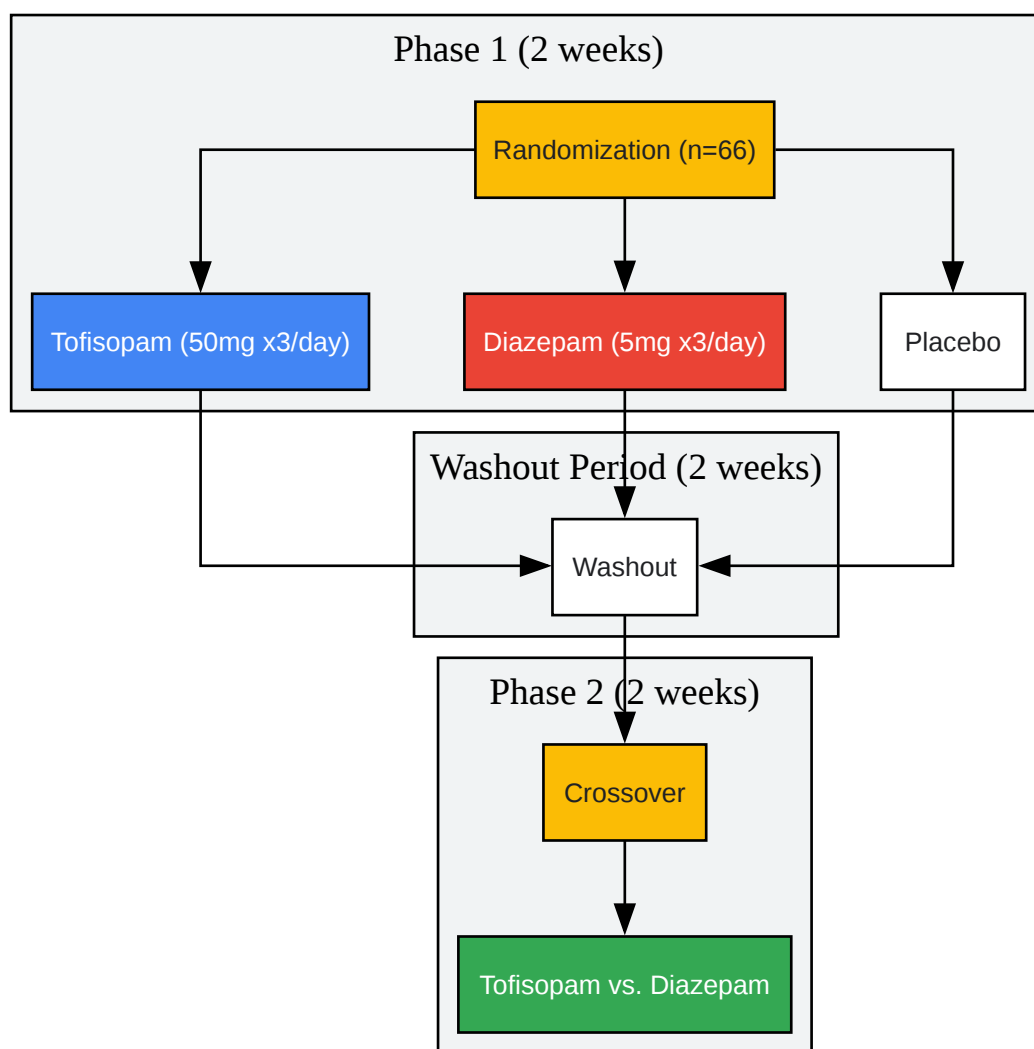 Phase 1 (2 weeks)
Randomization (n=66)
Tofisopam (50mg x3/day)
Diazepam (5mg x3/day)
Placebo
Washout Period (2 weeks)
Washout
Phase 2 (2 weeks)
Crossover
Tofisopam vs. Diazepam